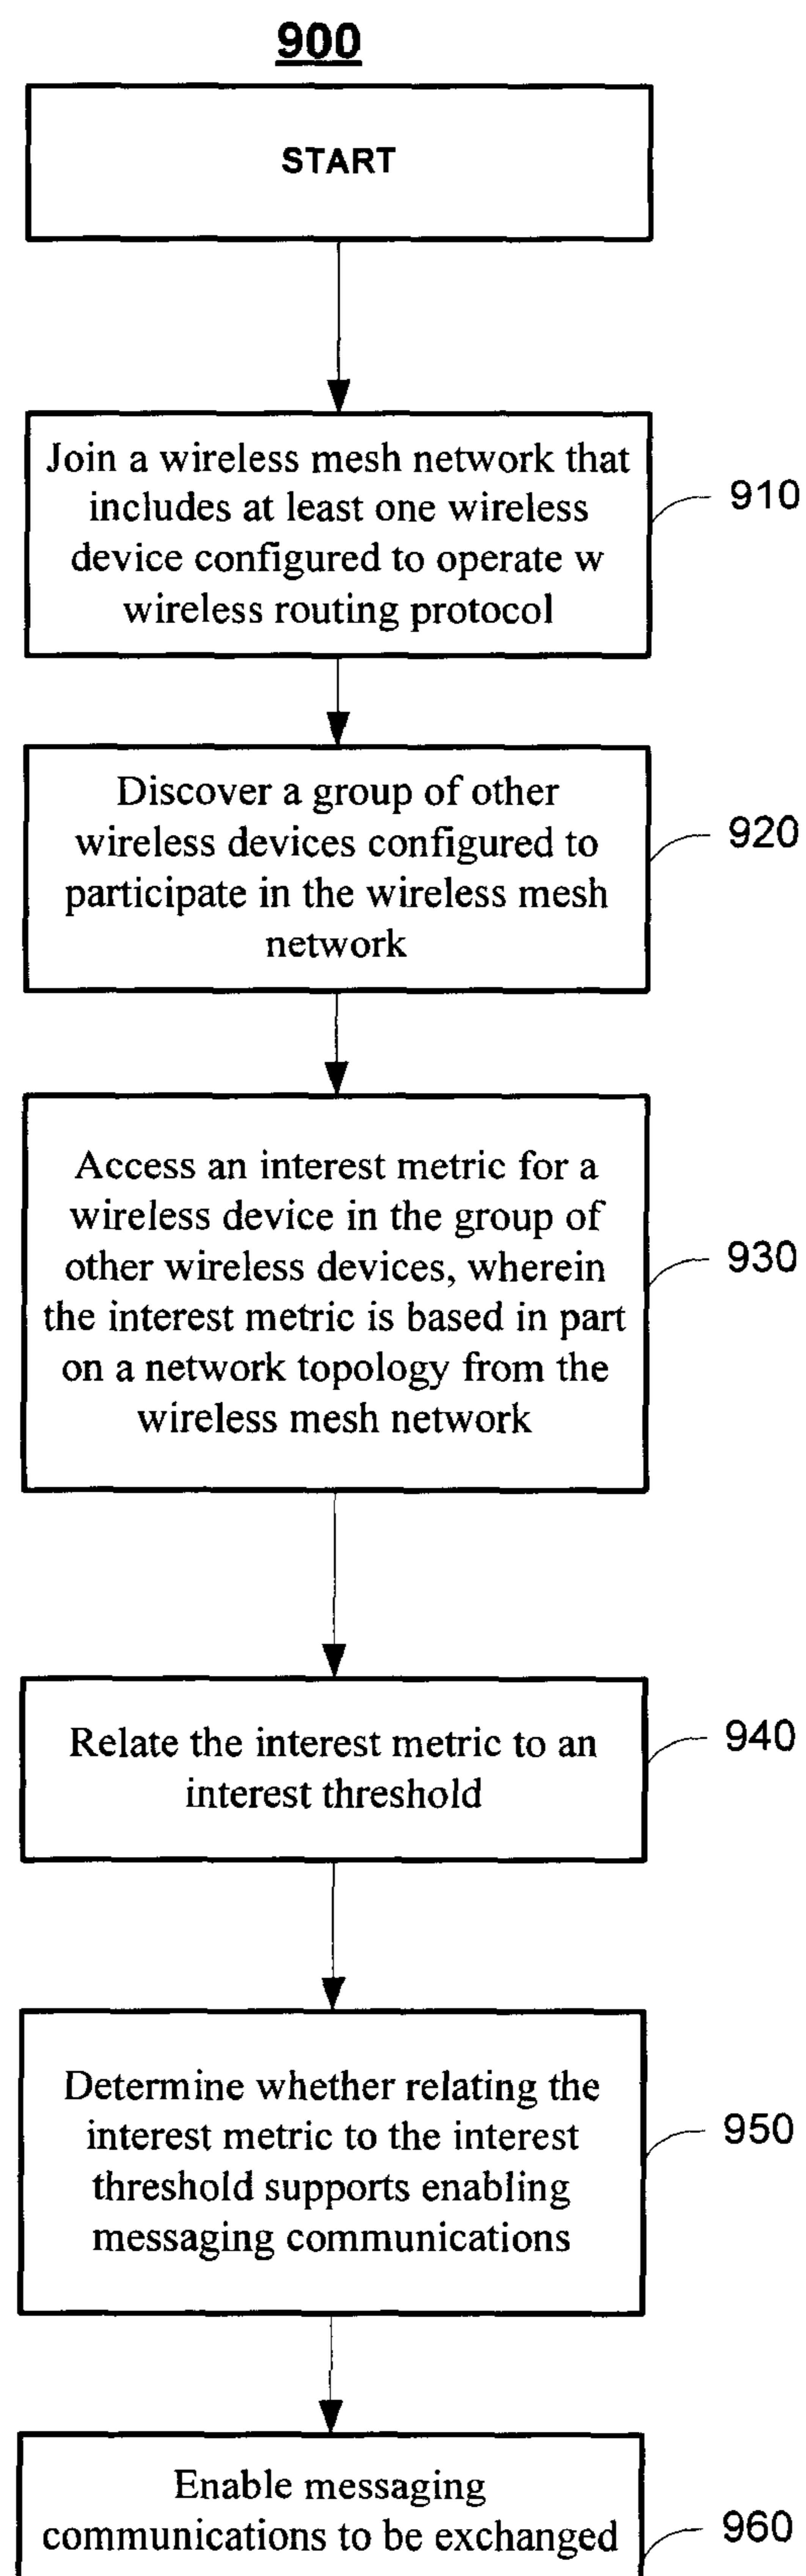 900
START
Join a wireless mesh network that
includes at least one wireless
device configured to operate w
wireless routing protocol
910
Discover a group of other
wireless devices configured to
participate in the wireless mesh
network
920
Access an interest metric for a
wireless device in the group of
other wireless devices, wherein
the interest metric is based in part
on a network topology from the
wireless mesh network
930
Relate the interest metric to an
interest threshold
940
Determine whether relating the
interest metric to the interest
threshold supports enabling
messaging communications
950
Enable messaging
communications to be exchanged
960